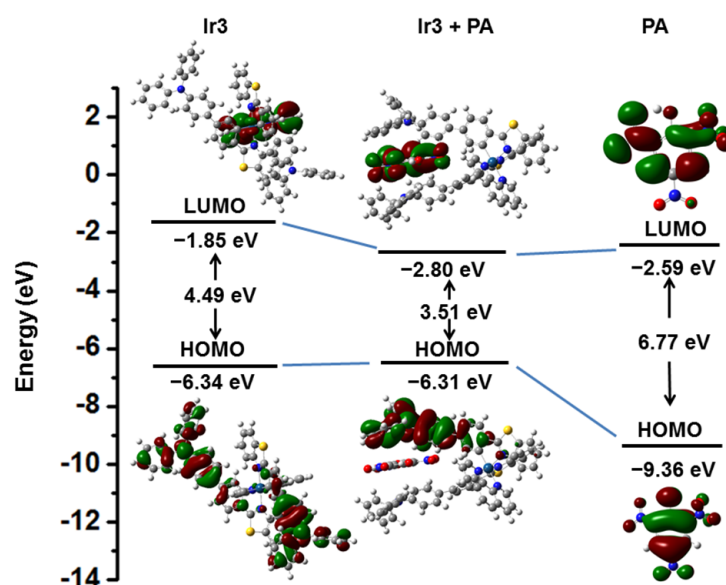 Ir3
Ir3 + PA
PA
Energy (eV)
2
0
-2
-4
-6
-8
-10
-12
-14
LUMO
−1.85 eV
4.49 eV
HOMO
−6.34 eV
−2.80 eV
3.51 eV
HOMO
−6.31 eV
LUMO
−2.59 eV
6.77 eV
HOMO
−9.36 eV